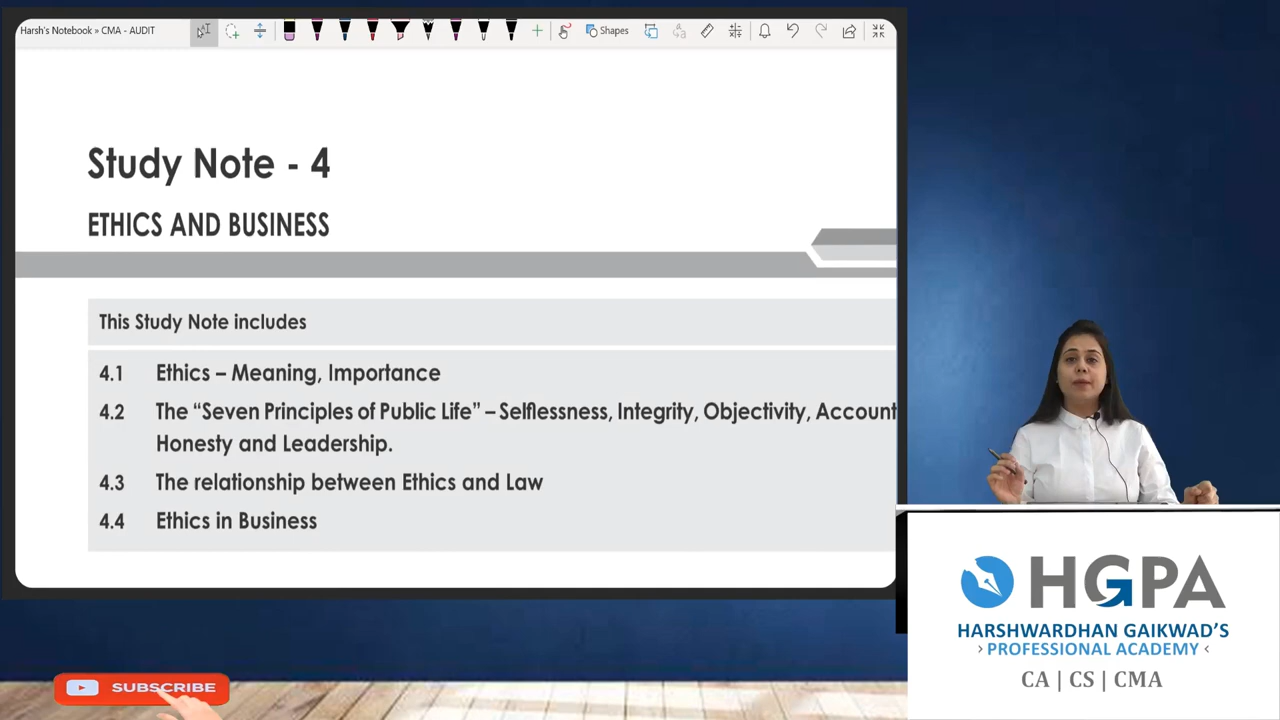 Harsh's Notebook » CMA - AUDIT
Shapes
Study Note - 4
ETHICS AND BUSINESS
This Study Note includes
4.1 Ethics – Meaning, Importance
4.2 The “Seven Principles of Public Life” – Selflessness, Integrity, Objectivity, Account
Honesty and Leadership.
4.3 The relationship between Ethics and Law
4.4 Ethics in Business
HGPA
HARSHWARDHAN GAIKWAD'S
› PROFESSIONAL ACADEMY ‹
CA | CS | CMA
SUBSCRIBE